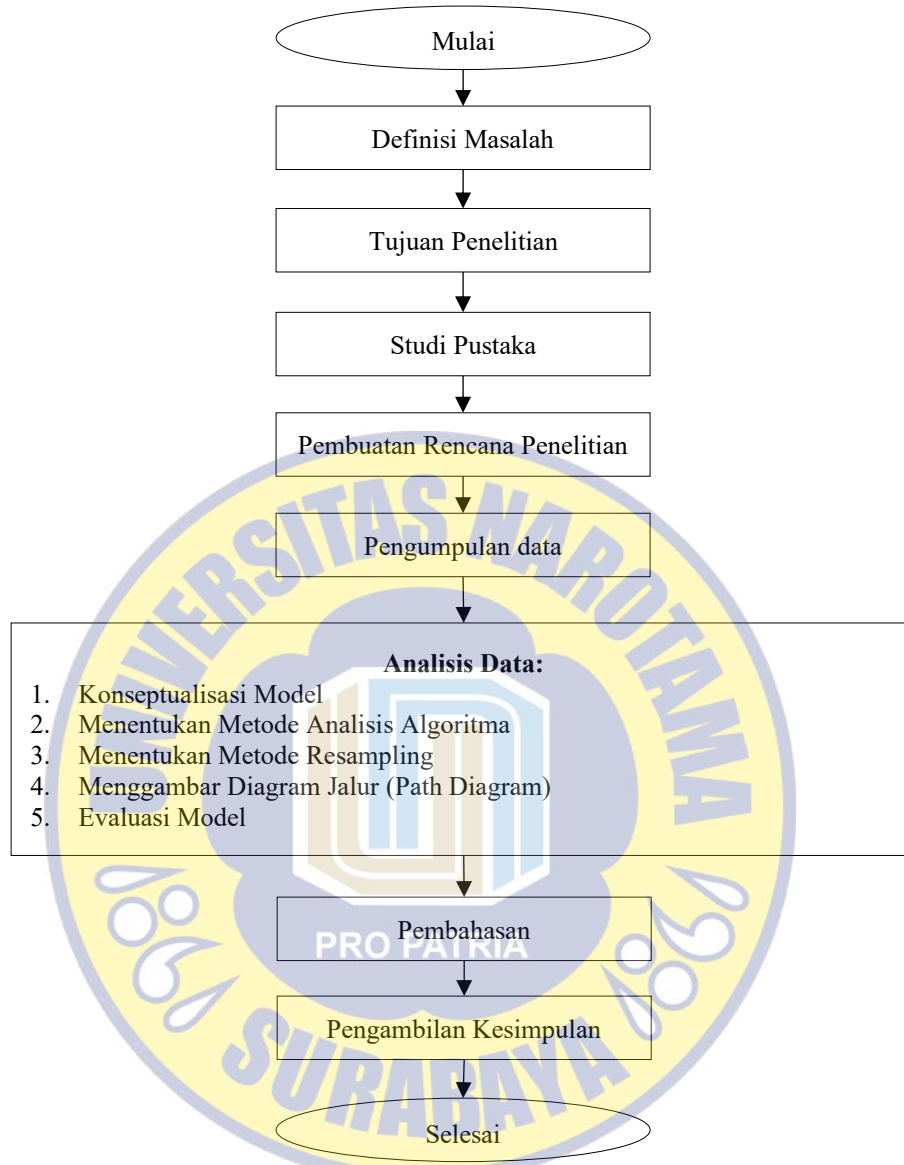 Mulai
Definisi Masalah
Tujuan Penelitian
Studi Pustaka
Pembuatan Rencana Penelitian
Pengumpulan data
Analisis Data:
1. Konseptualisasi Model
2. Menentukan Metode Analisis Algoritma
3. Menentukan Metode Resampling
4. Menggambar Diagram Jalur (Path Diagram)
5. Evaluasi Model
Pembahasan
Pengambilan Kesimpulan
Selesai
UNIVERSITAS NAROTAMA
PRO PATRIA
SURABAYA